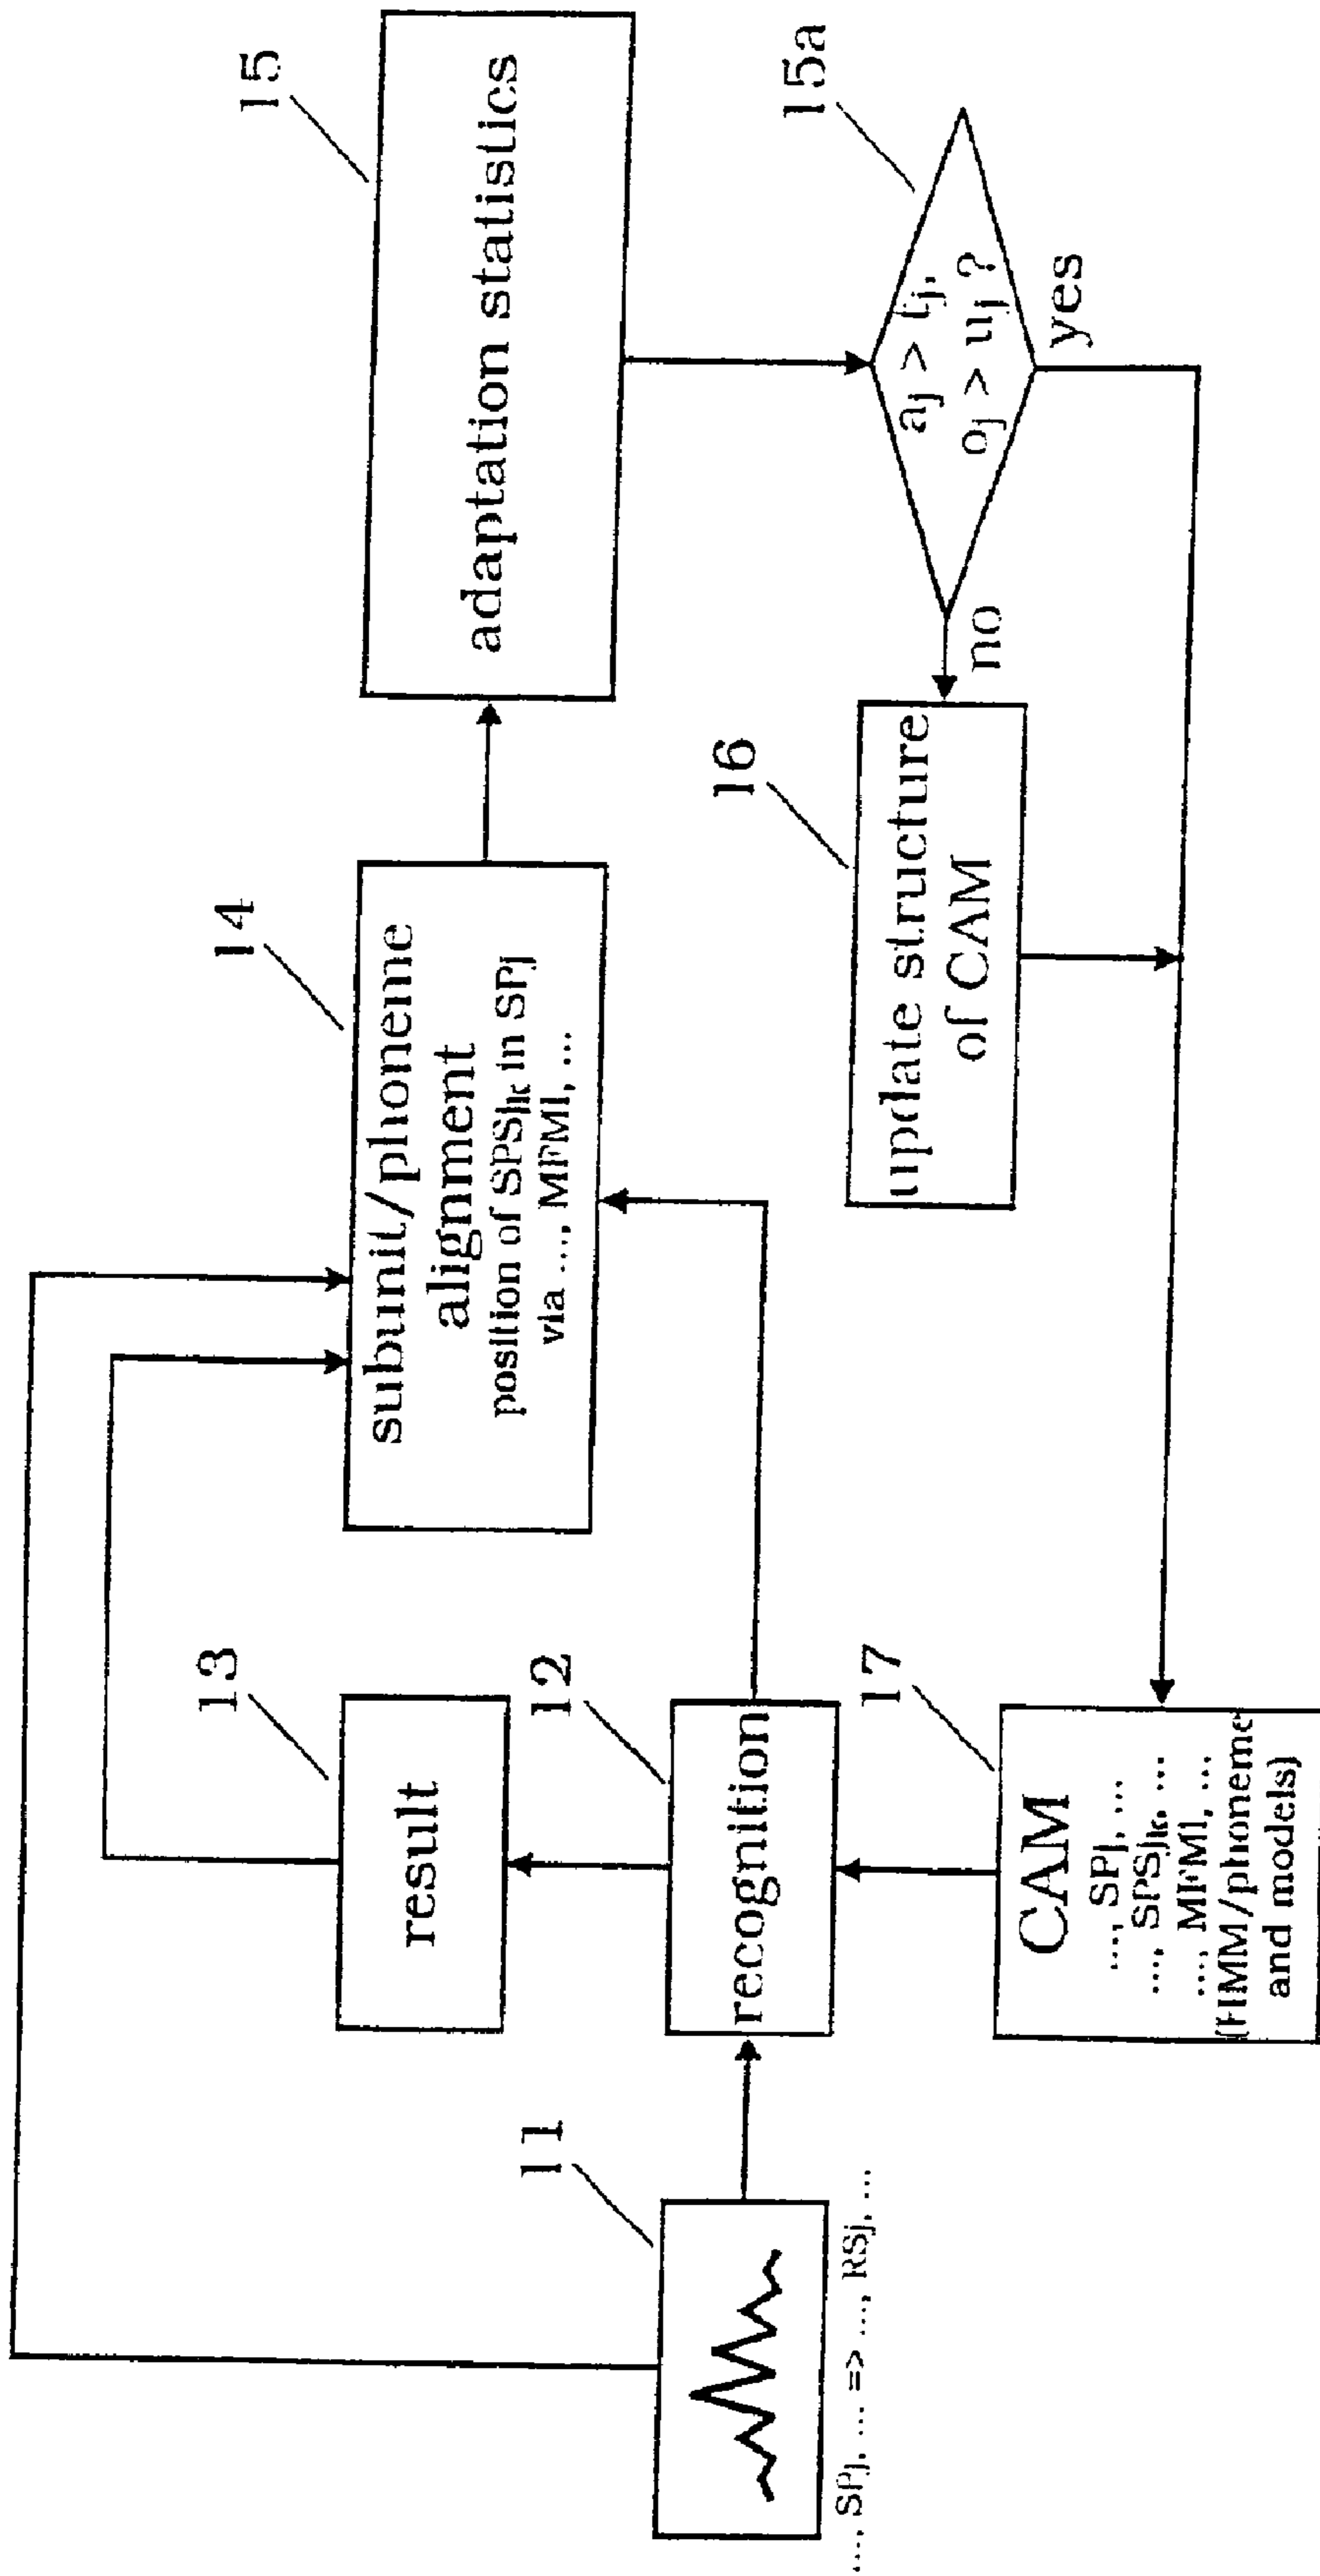 11
..., SPj, ... => ..., RSj, ...
12
recognition
13
result
14
subunit/phoneme
alignment
position of SPSjk in SPj
via ..., MFMl, ...
15
adaptation statistics
15a
aj > tj,
oj > uj ?
no
yes
16
update structure
of CAM
17
CAM
..., SPj, ...
..., SPSjk, ...
..., MFMl, ...
(HMM/phoneme
and models)